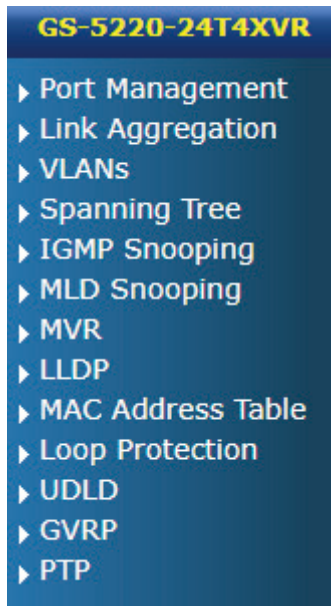 GS-5220-24T4XVR
Port Management
Link Aggregation
VLANs
Spanning Tree
IGMP Snooping
MLD Snooping
MVR
LLDP
MAC Address Table
Loop Protection
UDLD
GVRP
PTP